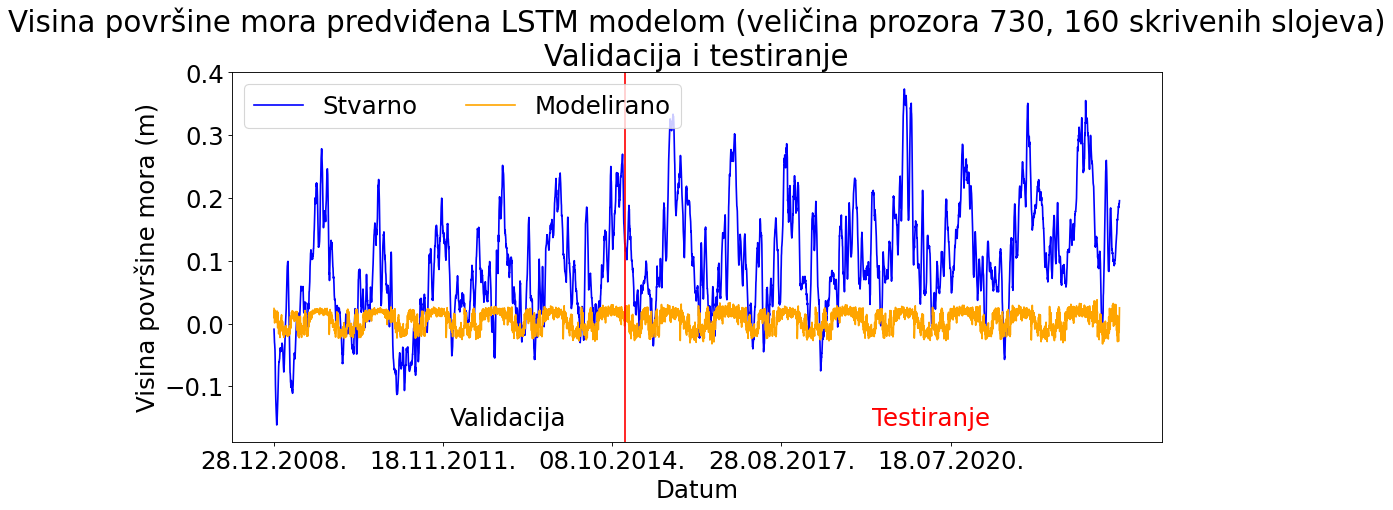 Visina površine mora predviđena LSTM modelom (veličina prozora 730, 160 skrivenih slojeva)
Validacija i testiranje
Stvarno
Modelirano
Visina površine mora (m)
0.4
0.3
0.2
0.1
0.0
−0.1
Validacija
Testiranje
28.12.2008.
18.11.2011.
08.10.2014.
28.08.2017.
18.07.2020.
Datum